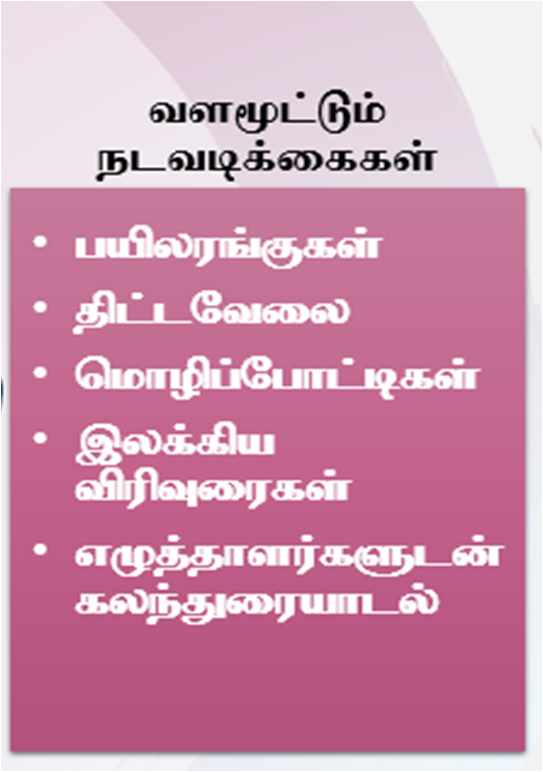 வளமூட்டும்
நடவடிக்கைகள்
• பயிலரங்குகள்
• திட்டவேலை
• மொழிப்போட்டிகள்
• இலக்கிய
விரிவுரைகள்
• எழுத்தாளர்களுடன்
கலந்துரையாடல்